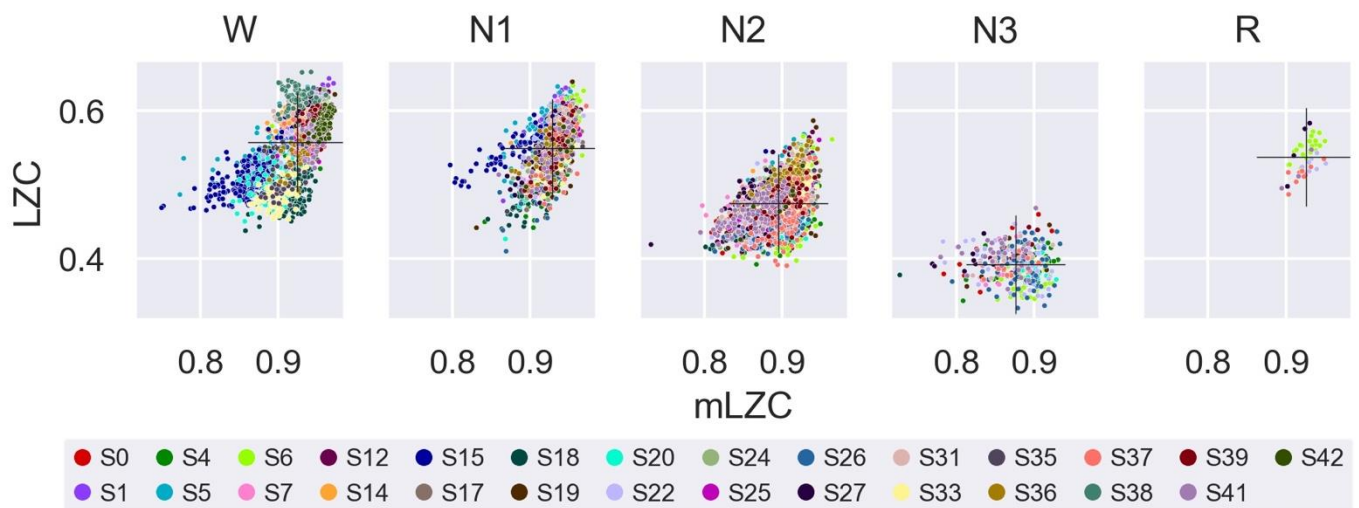 W N1 N2 N3 R
LZC
0.6
0.4
0.8 0.9 0.8 0.9 0.8 0.9 0.8 0.9 0.8 0.9
mLZC
S0 S4 S6 S12 S15 S18 S20 S24 S26 S31 S35 S37 S39 S42
S1 S5 S7 S14 S17 S19 S22 S25 S27 S33 S36 S38 S41